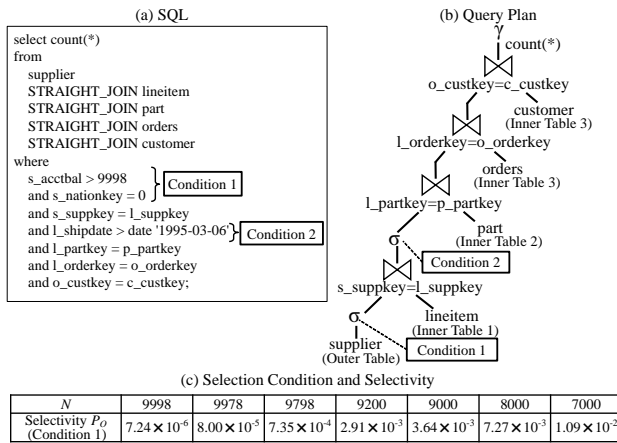 (a) SQL
select count(*)
from
supplier
STRAIGHT_JOIN lineitem
STRAIGHT_JOIN part
STRAIGHT_JOIN orders
STRAIGHT_JOIN customer
where
s_acctbal > 9998
and s_nationkey = 0
Condition 1
and s_suppkey = l_suppkey
and l_shipdate > date '1995-03-06'
Condition 2
and l_partkey = p_partkey
and l_orderkey = o_orderkey
and o_custkey = c_custkey;
(b) Query Plan
γ
count(*)
o_custkey=c_custkey
customer
(Inner Table 3)
l_orderkey=o_orderkey
orders
(Inner Table 3)
l_partkey=p_partkey
part
(Inner Table 2)
σ
Condition 2
s_suppkey=l_suppkey
lineitem
(Inner Table 1)
σ
supplier
(Outer Table)
Condition 1
(c) Selection Condition and Selectivity
N 9998 9978 9798 9200 9000 8000 7000
Selectivity P_O (Condition 1) 7.24×10⁻⁶ 8.00×10⁻⁵ 7.35×10⁻⁴ 2.91×10⁻³ 3.64×10⁻³ 7.27×10⁻³ 1.09×10⁻²